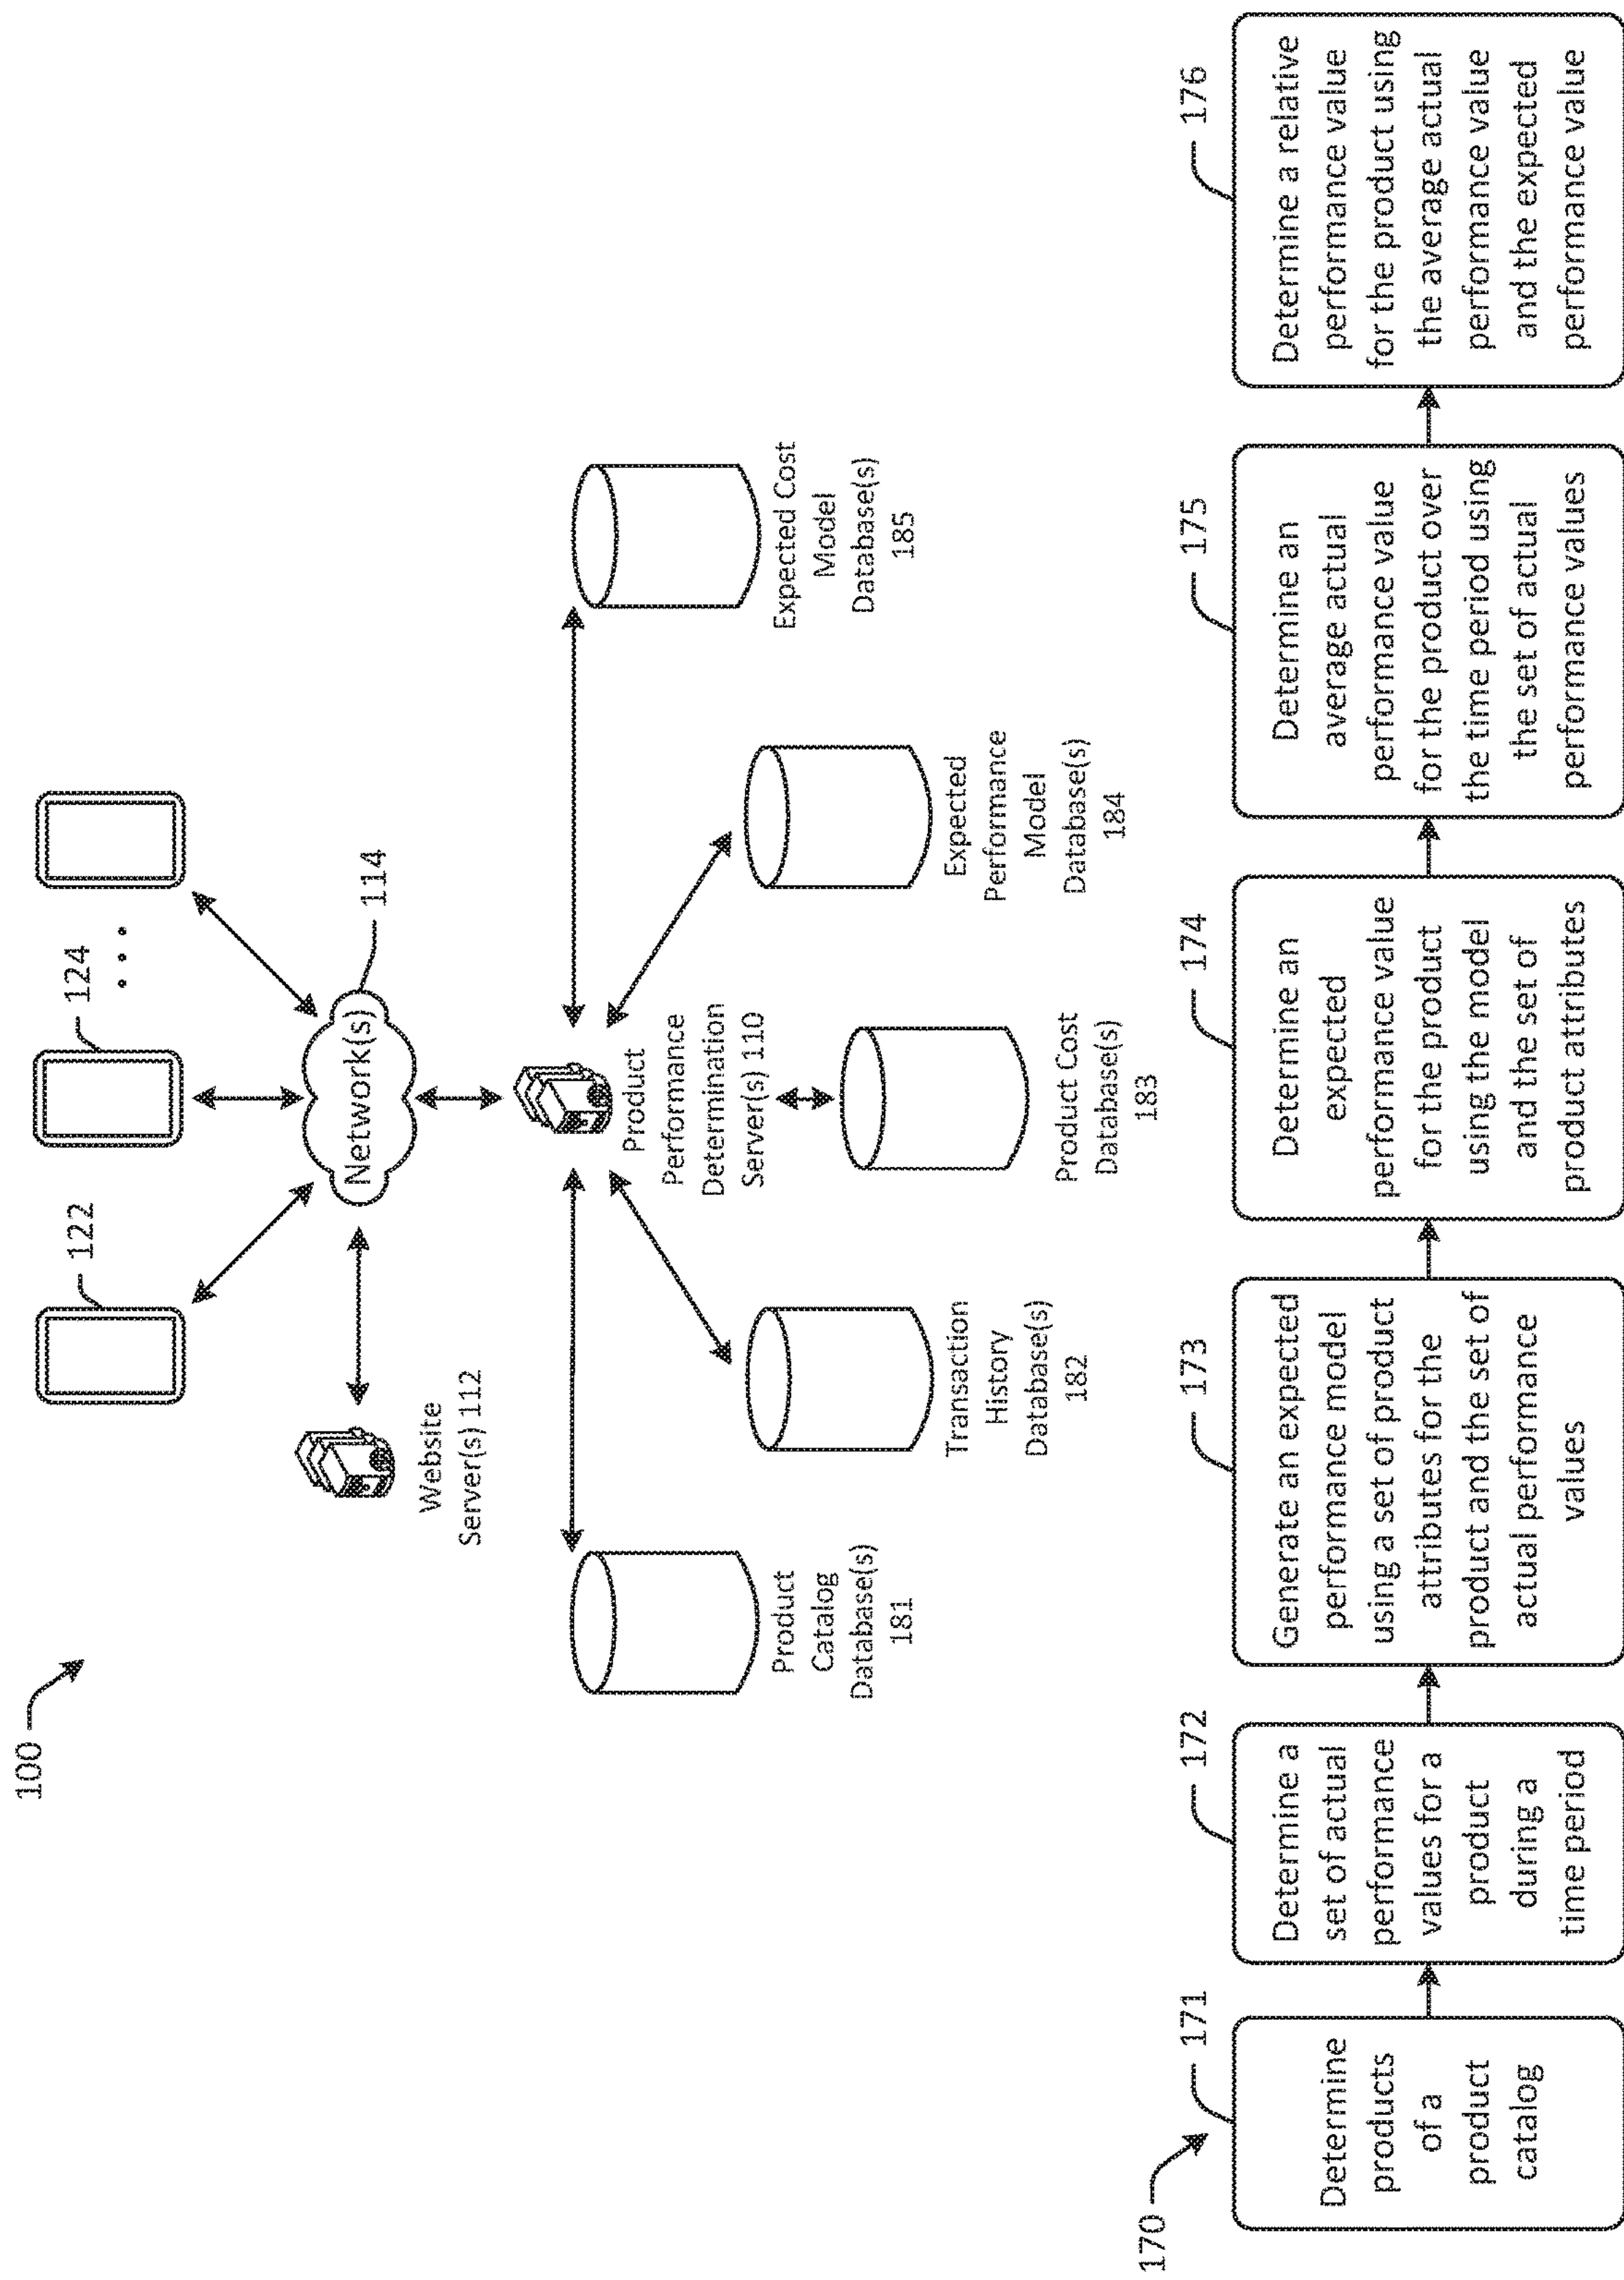 100
122
124
114
Network(s)
Website
Server(s) 112
Product
Performance
Determination
Server(s) 110
Product
Catalog
Database(s)
181
Transaction
History
Database(s)
182
Product Cost
Database(s)
183
Expected
Performance
Model
Database(s)
184
Expected Cost
Model
Database(s)
185
170
171
Determine
products
of a
product
catalog
172
Determine a
set of actual
performance
values for a
product
during a
time period
173
Generate an expected
performance model
using a set of product
attributes for the
product and the set of
actual performance
values
174
Determine an
expected
performance value
for the product
using the model
and the set of
product attributes
175
Determine an
average actual
performance value
for the product over
the time period using
the set of actual
performance values
176
Determine a relative
performance value
for the product using
the average actual
performance value
and the expected
performance value